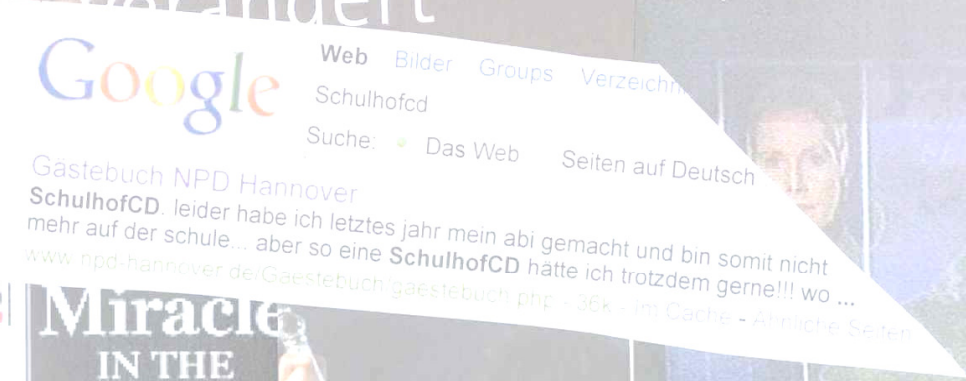 verändert
Google
Web Bilder Groups Verzeichn
Schulhofcd
Suche: Das Web Seiten auf Deutsch
Gästebuch NPD Hannover
SchulhofCD. leider habe ich letztes jahr mein abi gemacht und bin somit nicht
mehr auf der schule... aber so eine SchulhofCD hätte ich trotzdem gerne!!! wo ...
www.npd-hannover.de/Gaestebuch/gaestebuch.php - 36k - Im Cache - Ähnliche Seiten
Miracle
IN THE